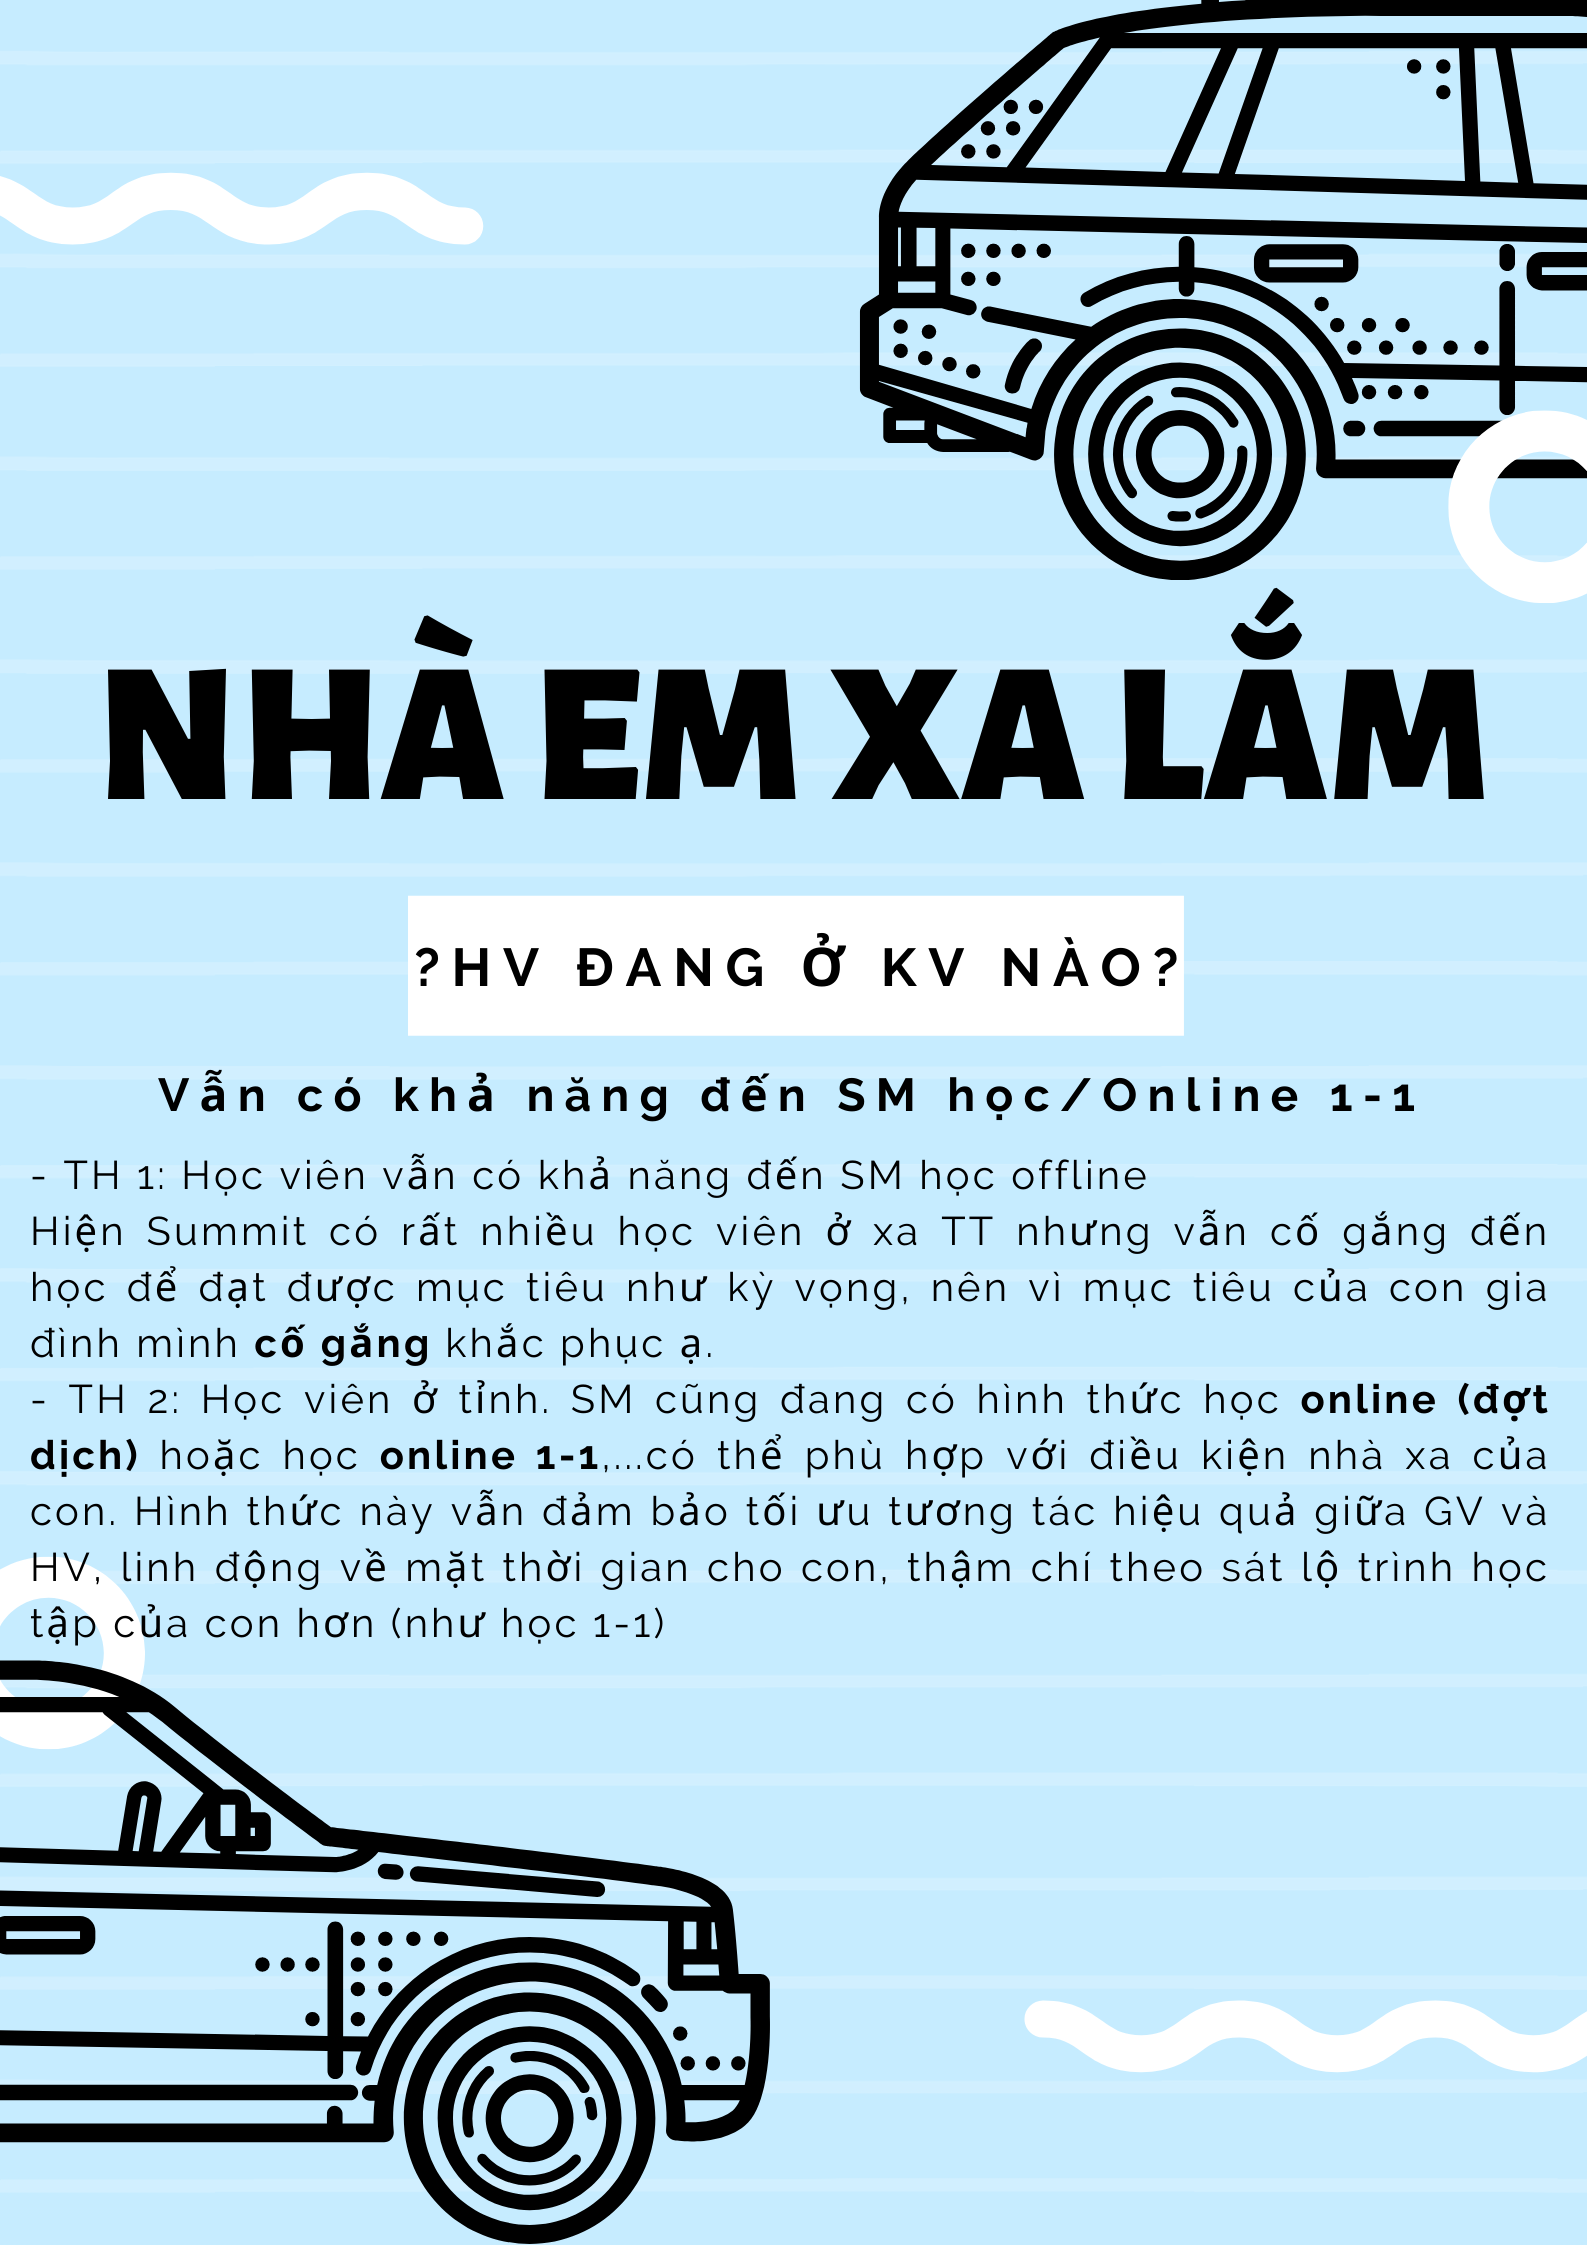 NHÀ EM XA LẮM
?HV ĐANG Ở KV NÀO?
Vẫn có khả năng đến SM học/Online 1-1
- TH 1: Học viên vẫn có khả năng đến SM học offline
Hiện Summit có rất nhiều học viên ở xa TT nhưng vẫn cố gắng đến
học để đạt được mục tiêu như kỳ vọng, nên vì mục tiêu của con gia
đình mình cố gắng khắc phục ạ.
- TH 2: Học viên ở tỉnh. SM cũng đang có hình thức học online (đợt
dịch) hoặc học online 1-1,...có thể phù hợp với điều kiện nhà xa của
con. Hình thức này vẫn đảm bảo tối ưu tương tác hiệu quả giữa GV và
HV, linh động về mặt thời gian cho con, thậm chí theo sát lộ trình học
tập của con hơn (như học 1-1)